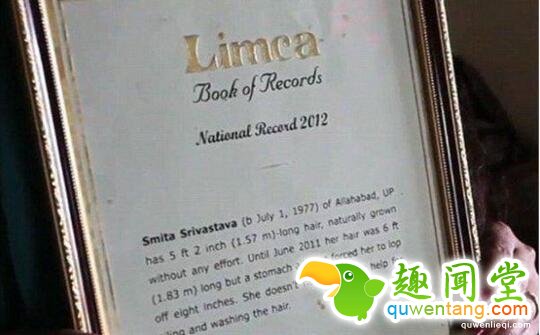 Limca
Book of Records
National Record 2012
Smita Srivastava (b July 1, 1977) of Allahabad, UP
has 5 ft 2 inch (1.57 m)-long hair, naturally grown
without any effort. Until June 2011 her hair was 6 ft
(1.83 m) long but a stomach forced her to lop
off eight inches. She doesn't help for
and washing the hair.
趣闻堂
quwentang.com
quwenlieqi.com